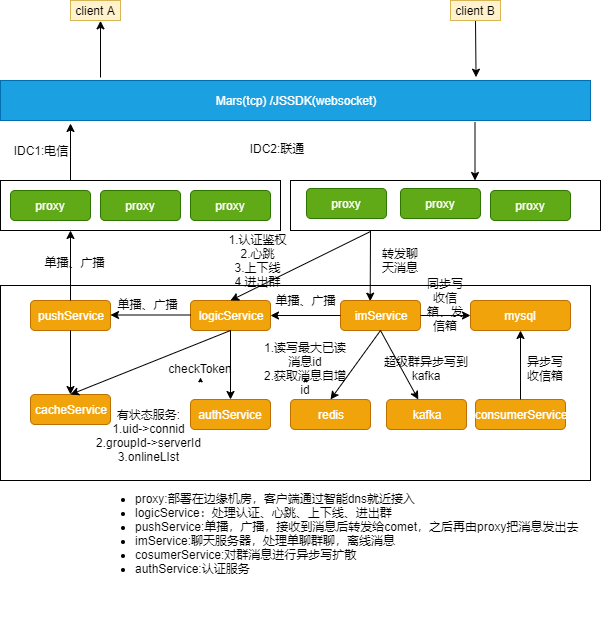 client A
client B
Mars(tcp) /JSSDK(websocket)
IDC1:电信
IDC2:联通
proxy
proxy
proxy
proxy
proxy
proxy
单播、广播
1.认证鉴权
2.心跳
3.上下线
4.进出群
转发聊
天消息
pushService
单播、广播
logicService
单播、广播
imService
同步写
收信
箱、发
信箱
mysql
checkToken
1.读写最大已读
消息id
2.获取消息自增
id
超级群异步写到
kafka
异步写
收信箱
cacheService
有状态服务:
1.uid->connid
2.groupId->serverId
3.onlineLIst
authService
redis
kafka
consumerService
proxy:部署在边缘机房，客户端通过智能dns就近接入
logicService：处理认证、心跳、上下线、进出群
pushService:单播，广播，接收到消息后转发给comet，之后再由proxy把消息发出去
imService:聊天服务器，处理单聊群聊，离线消息
cosumerService:对群消息进行异步写扩散
authService:认证服务